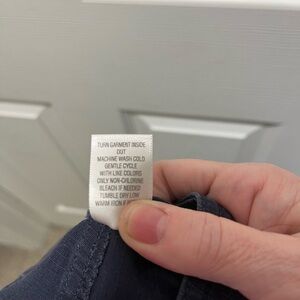 TURN GARMENT INSIDE
OUT
MACHINE WASH COLD
GENTLE CYCLE
WITH LIKE COLORS
ONLY NON-CHLORINE
BLEACH IF NEEDED
TUMBLE DRY LOW
WARM IRON IF